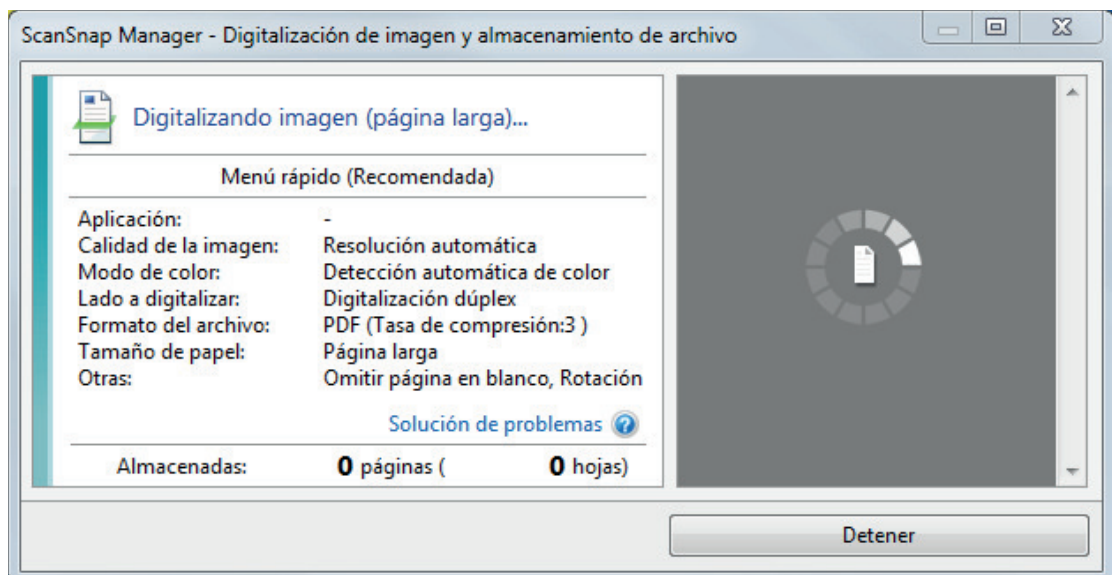 ScanSnap Manager - Digitalización de imagen y almacenamiento de archivo
Digitalizando imagen (página larga)...
Menú rápido (Recomendada)
Aplicación: -
Calidad de la imagen: Resolución automática
Modo de color: Detección automática de color
Lado a digitalizar: Digitalización dúplex
Formato del archivo: PDF (Tasa de compresión:3 )
Tamaño de papel: Página larga
Otras: Omitir página en blanco, Rotación
Solución de problemas
Almacenadas: 0 páginas ( 0 hojas)
Detener